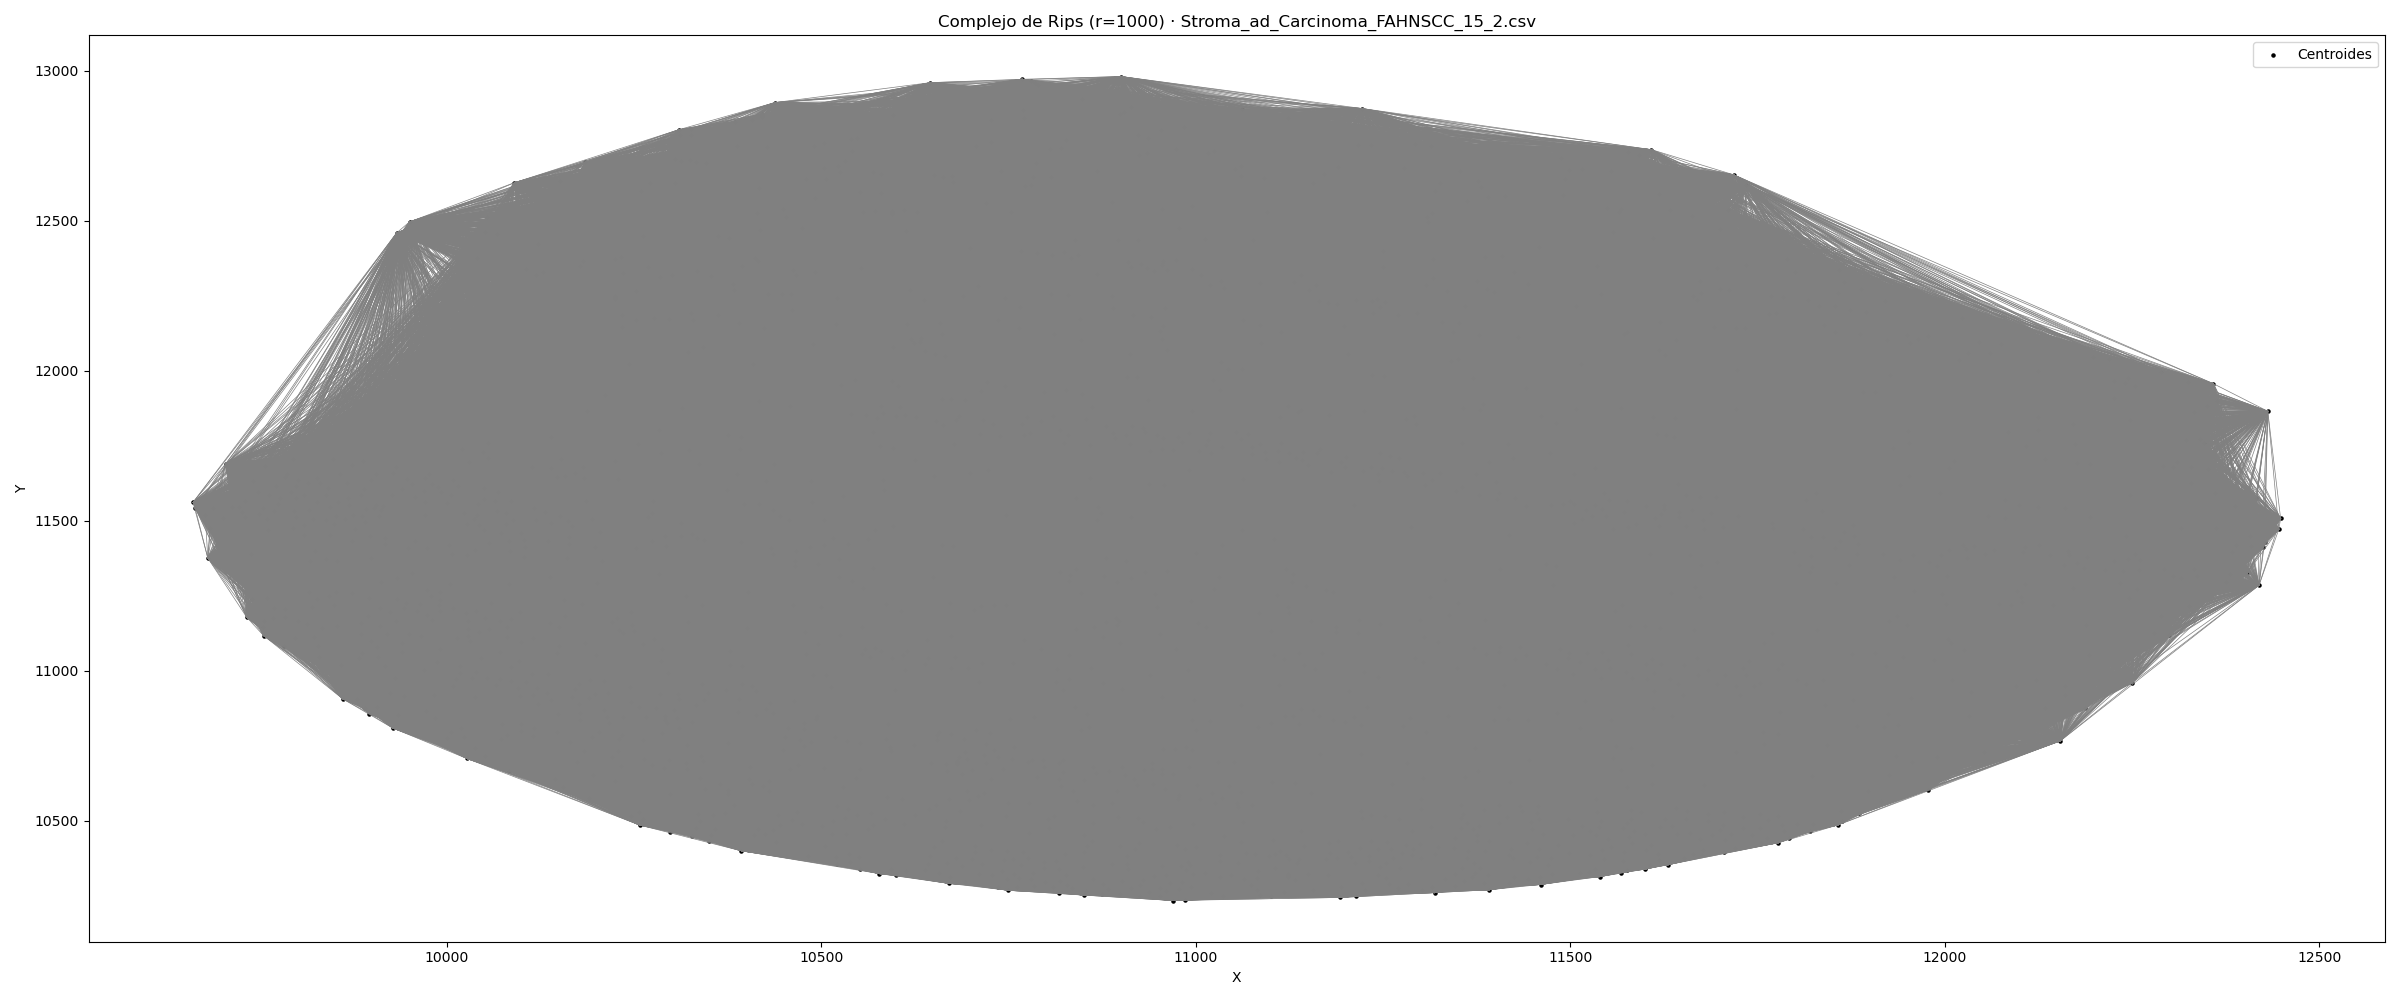 Complejo de Rips (r=1000) · Stroma_ad_Carcinoma_FAHNSCC_15_2.csv
Centroides
13000
12500
12000
11500
11000
10500
Y
10000 10500 11000 11500 12000 12500
X